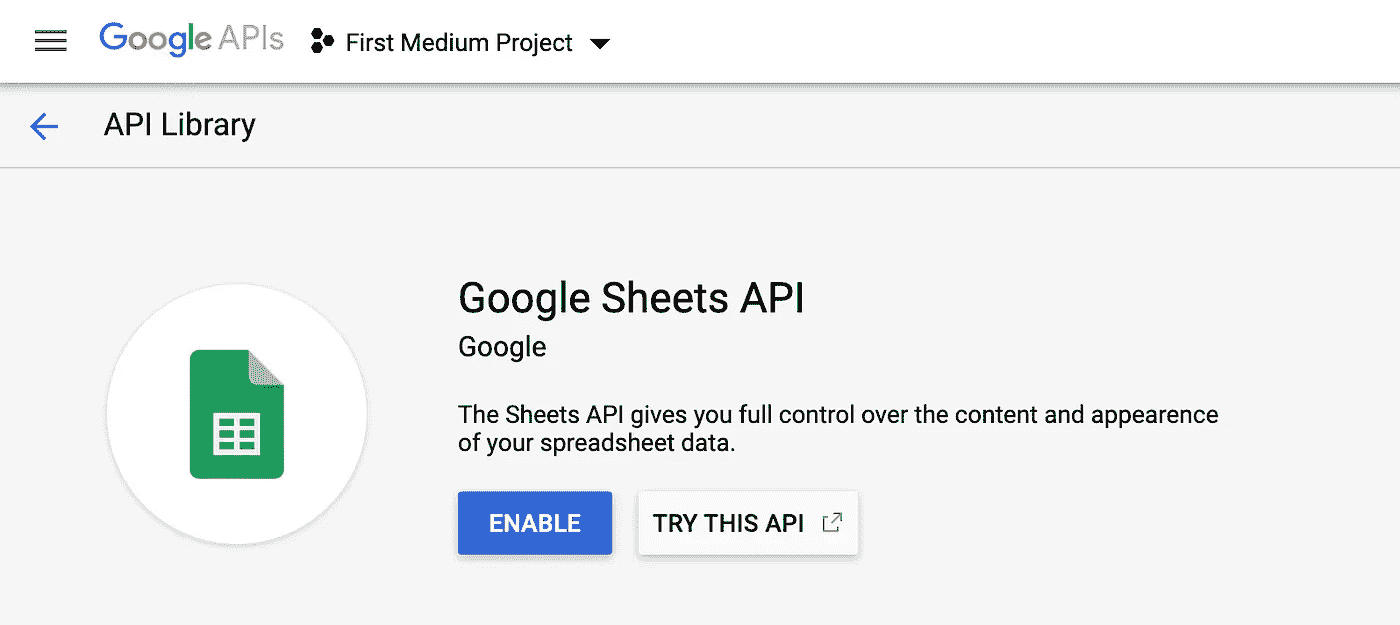 Google APIs First Medium Project
API Library
Google Sheets API
Google
The Sheets API gives you full control over the content and appearence
of your spreadsheet data.
ENABLE TRY THIS API